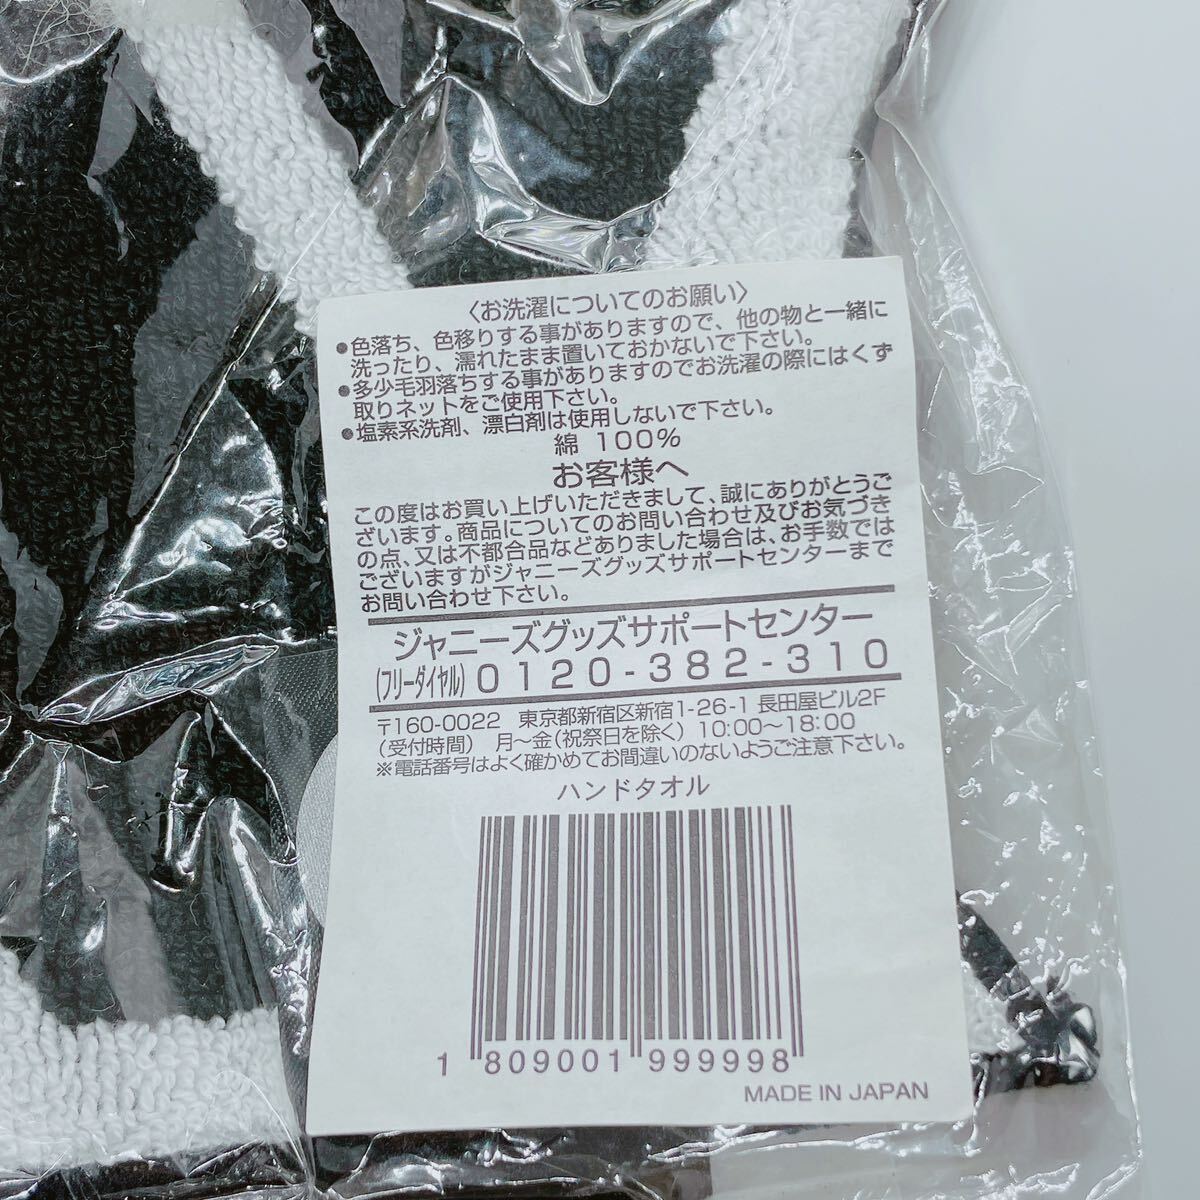 〈お洗濯についてのお願い〉
●色落ち、色移りする事がありますので、他の物と一緒に
洗ったり、濡れたまま置いておかないで下さい。
●多少毛羽落ちする事がありますのでお洗濯の際にはくず
取りネットをご使用下さい。
●塩素系洗剤、漂白剤は使用しないで下さい。
綿 100%
お客様へ
この度はお買い上げいただきまして、誠にありがとうご
ざいます。商品についてのお問い合わせ及びお気づき
の点、又は不都合品などありました場合は、お手数では
ございますがジャニーズグッズサポートセンターまで
お問い合わせ下さい。
ジャニーズグッズサポートセンター
(フリーダイヤル) 0120-382-310
〒160-0022 東京都新宿区新宿1-26-1 長田屋ビル2F
(受付時間) 月〜金(祝祭日を除く) 10:00〜18:00
※電話番号はよく確かめてお間違いのないようご注意下さい。
ハンドタオル
1 809001 999998
MADE IN JAPAN